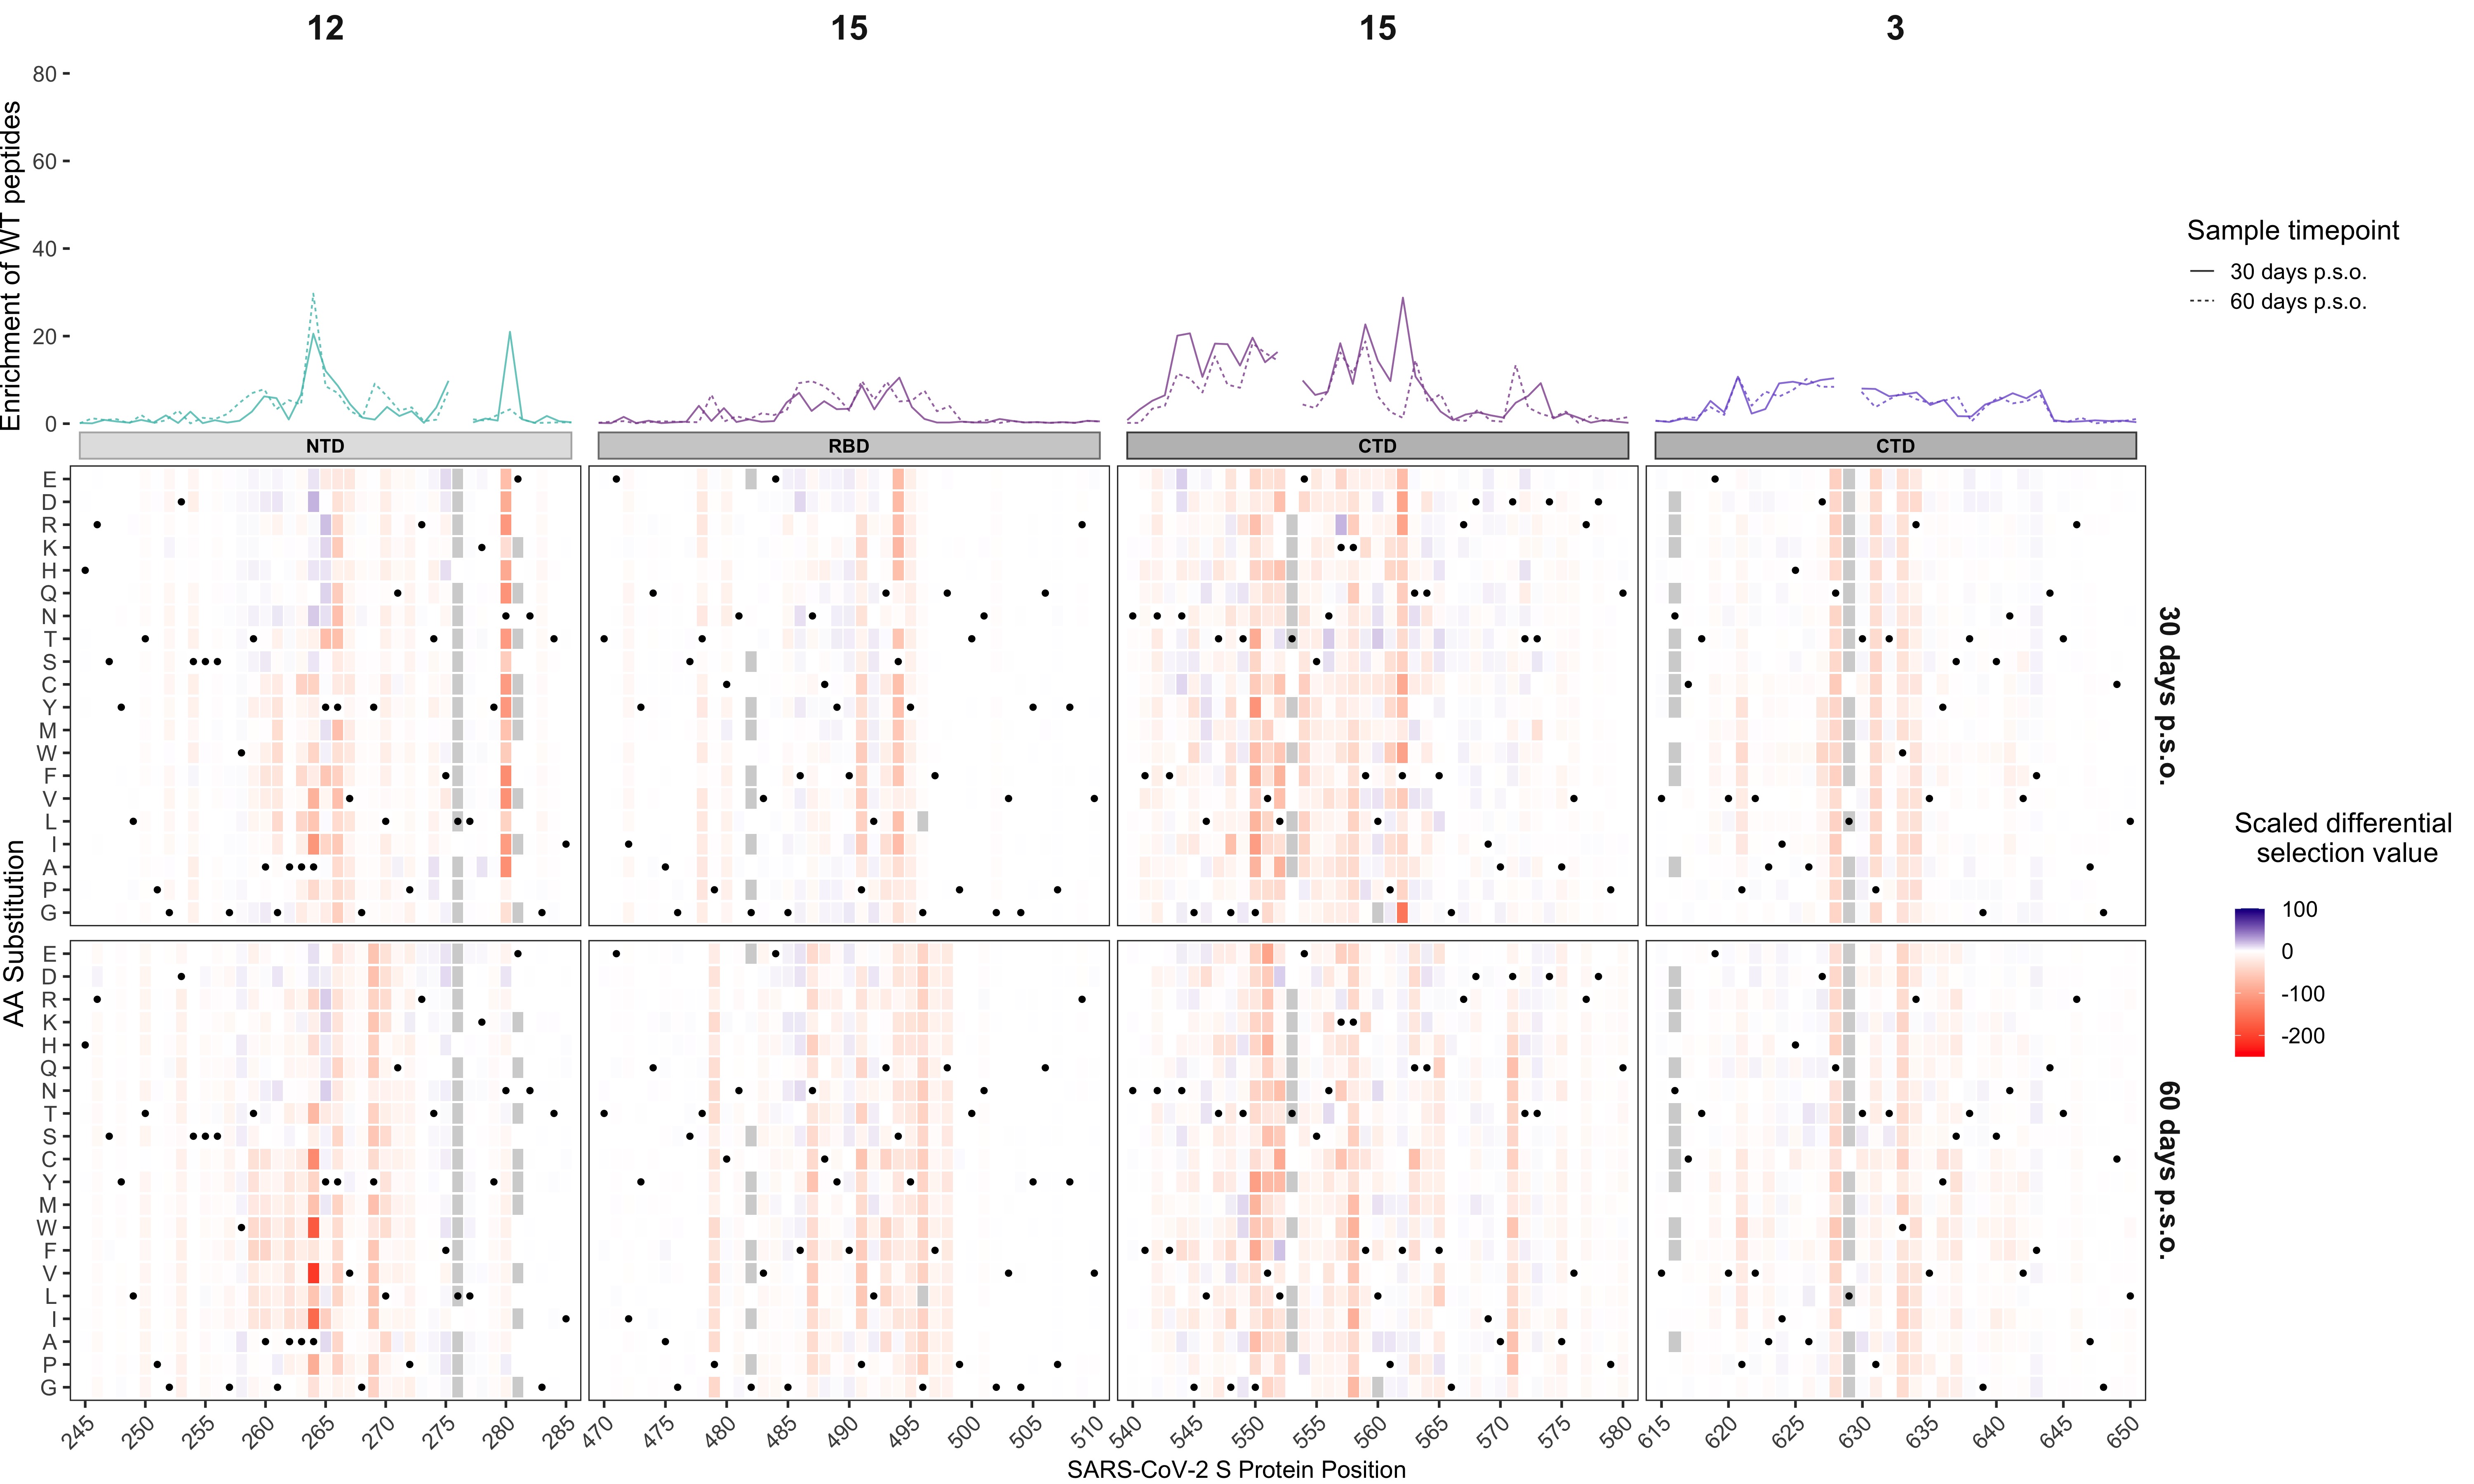 12 15 15 3
Enrichment of WT peptides
80
60
40
20
0
Sample timepoint
30 days p.s.o.
60 days p.s.o.
NTD RBD CTD CTD
AA Substitution
E
D
R
K
H
Q
N
T
S
C
Y
M
W
F
V
L
I
A
P
G
30 days p.s.o.
E
D
R
K
H
Q
N
T
S
C
Y
M
W
F
V
L
I
A
P
G
60 days p.s.o.
Scaled differential
selection value
100
0
-100
-200
245 250 255 260 265 270 275 280 285 470 475 480 485 490 495 500 505 510 540 545 550 555 560 565 570 575 580 615 620 625 630 635 640 645 650
SARS-CoV-2 S Protein Position